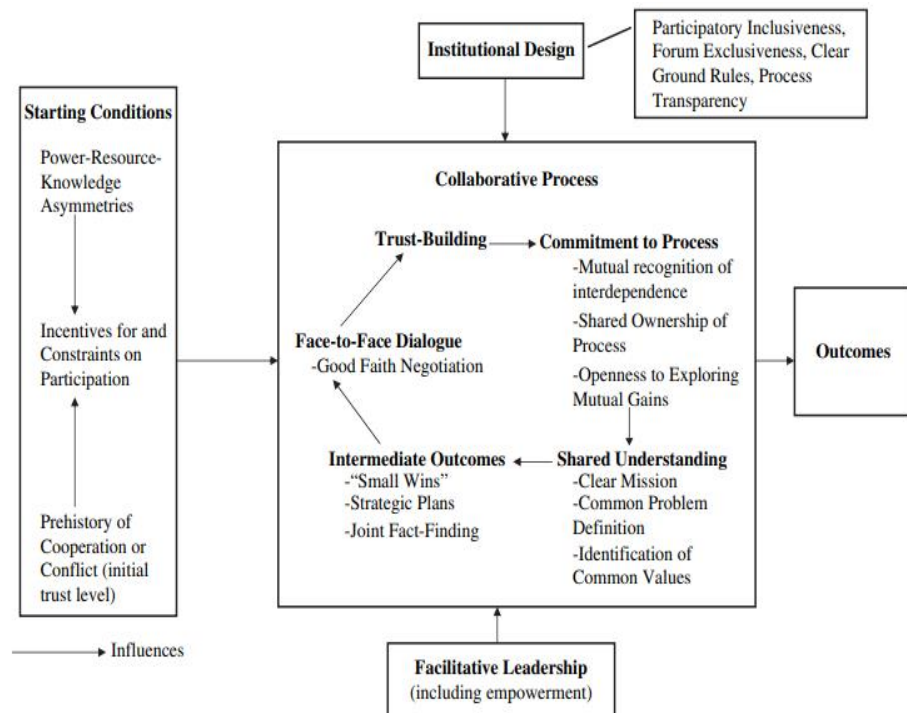 Institutional Design
Participatory Inclusiveness,
Forum Exclusiveness, Clear
Ground Rules, Process
Transparency
Starting Conditions
Power-Resource-
Knowledge
Asymmetries
Incentives for and
Constraints on
Participation
Prehistory of
Cooperation or
Conflict (initial
trust level)
Influences
Collaborative Process
Trust-Building
Commitment to Process
-Mutual recognition of
interdependence
-Shared Ownership of
Process
-Openness to Exploring
Mutual Gains
Face-to-Face Dialogue
-Good Faith Negotiation
Intermediate Outcomes
-“Small Wins”
-Strategic Plans
-Joint Fact-Finding
Shared Understanding
-Clear Mission
-Common Problem
Definition
-Identification of
Common Values
Outcomes
Facilitative Leadership
(including empowerment)